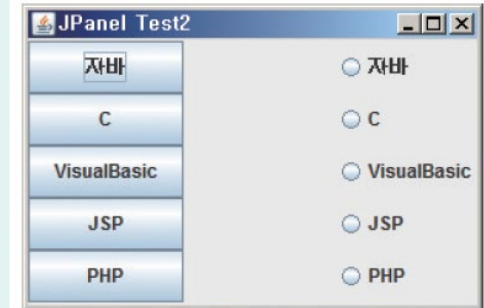 JPanel Test2
자바 자바
C C
VisualBasic VisualBasic
JSP JSP
PHP PHP